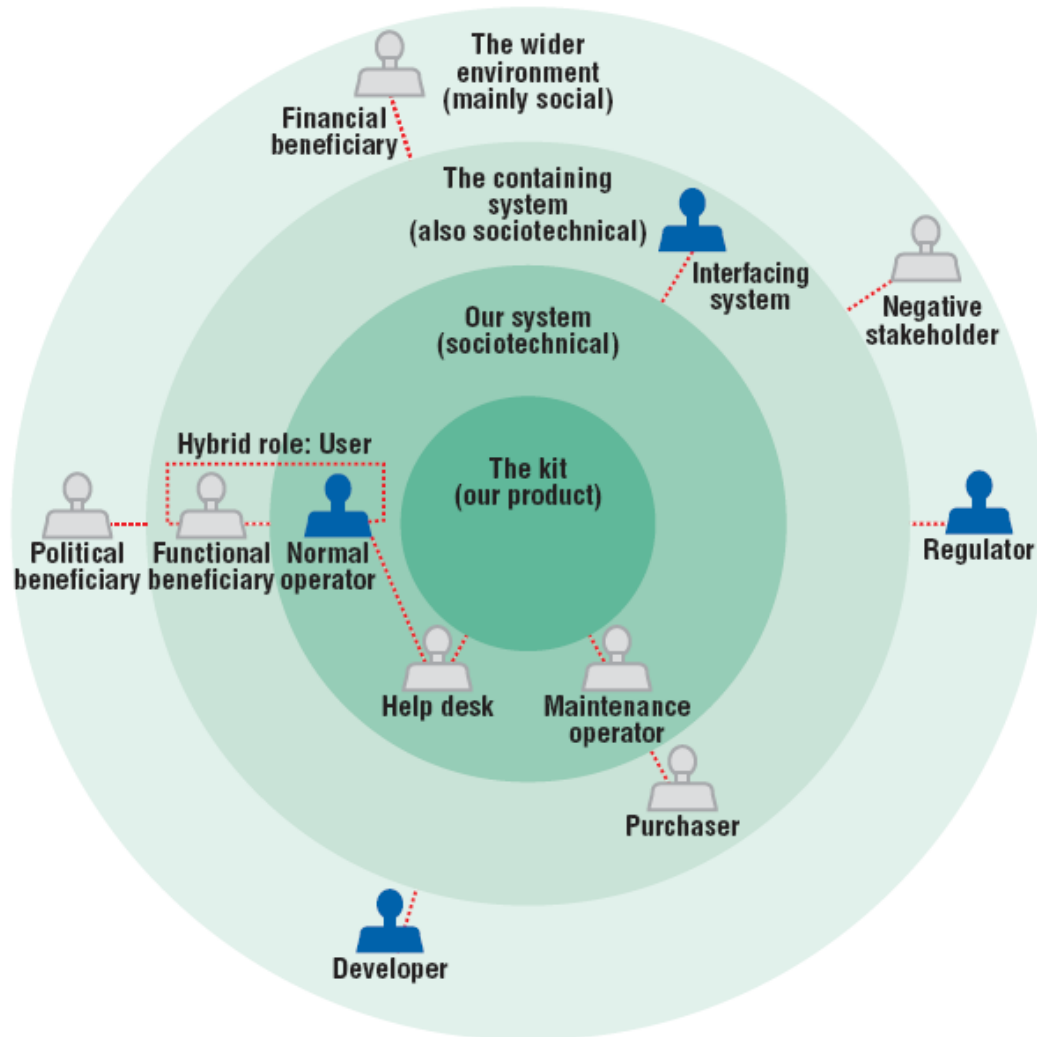 The wider
environment
(mainly social)
Financial
beneficiary
The containing
system
(also sociotechnical)
Interfacing
system
Negative
stakeholder
Our system
(sociotechnical)
Hybrid role: User
The kit
(our product)
Political
beneficiary
Functional
beneficiary
Normal
operator
Regulator
Help desk
Maintenance
operator
Purchaser
Developer